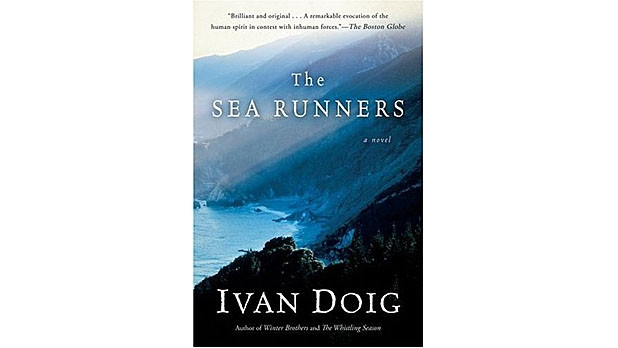 "Brilliant and original . . . A remarkable evocation of the
human spirit in contest with inhuman forces."—The Boston Globe
The
SEA RUNNERS
a novel
IVAN DOIG
Author of Winter Brothers and The Whistling Season